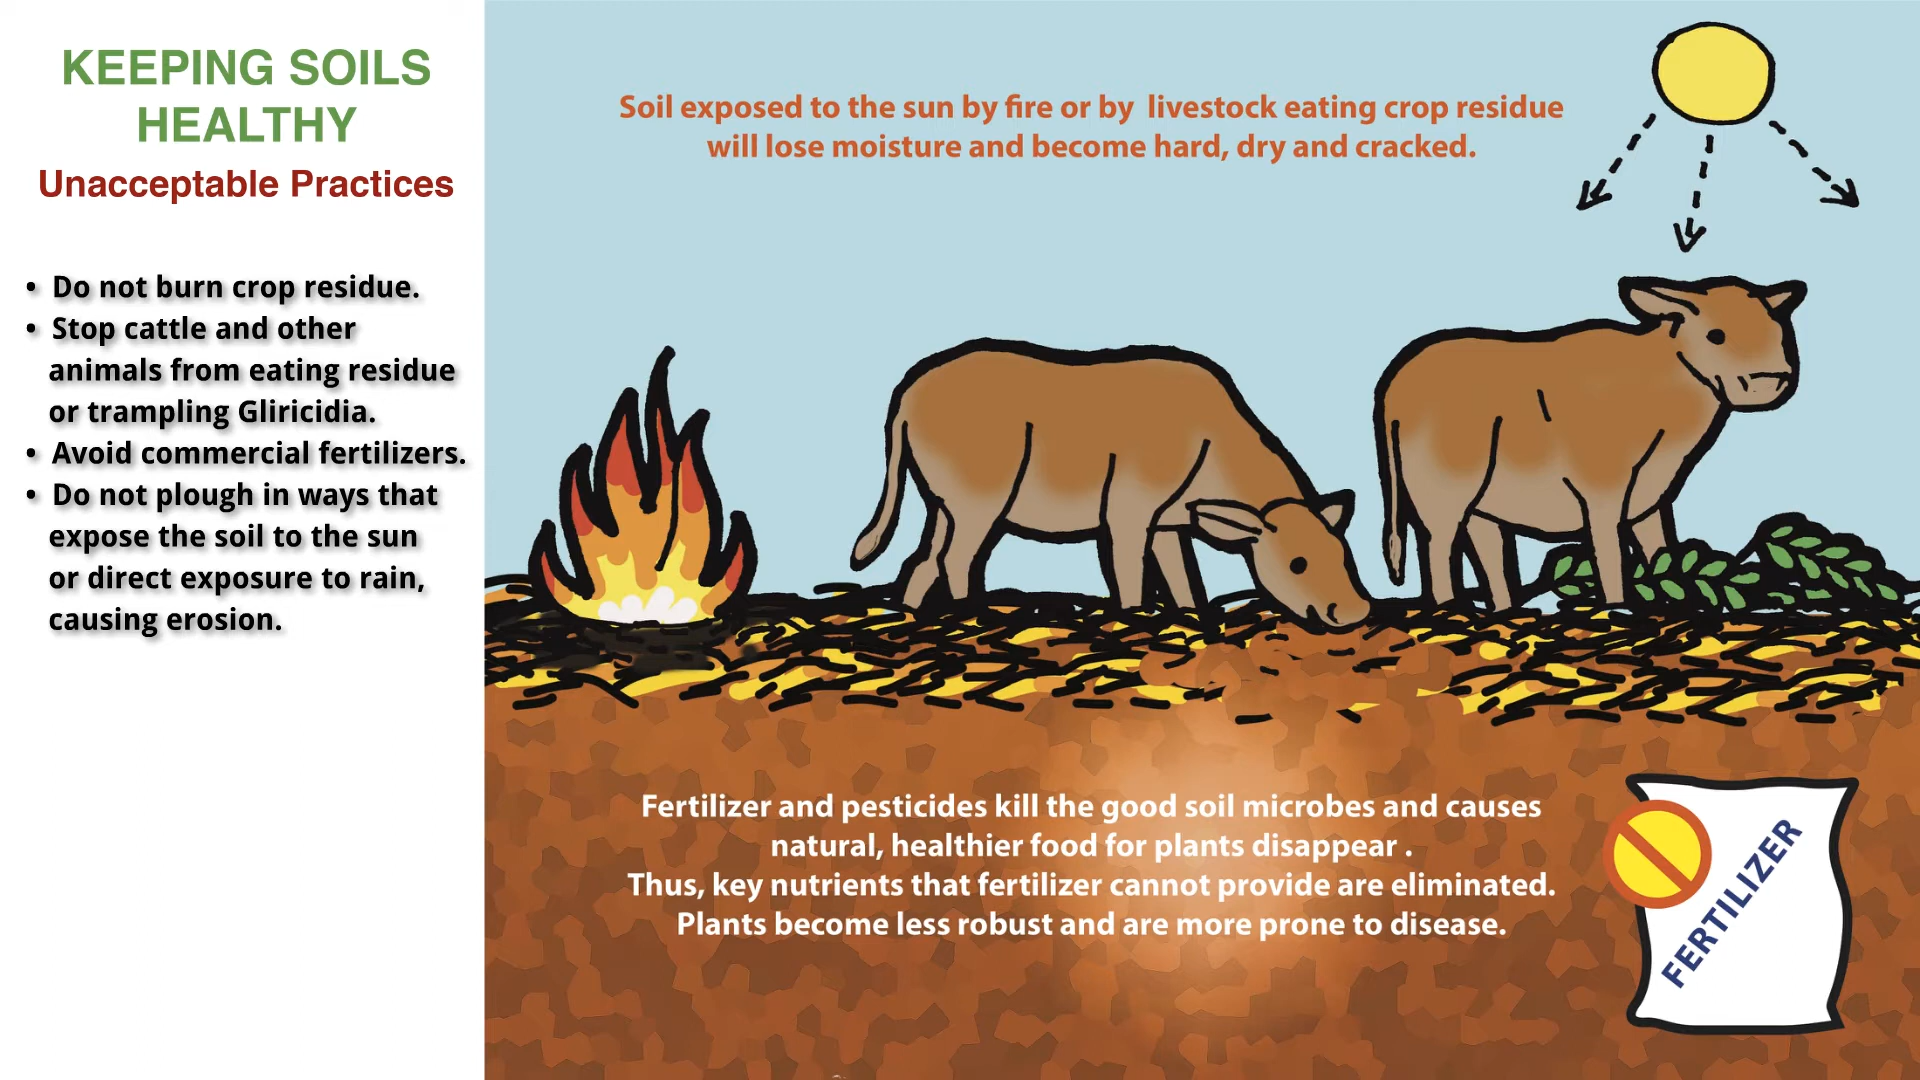 KEEPING SOILS
HEALTHY
Unacceptable Practices
• Do not burn crop residue.
• Stop cattle and other
animals from eating residue
or trampling Gliricidia.
• Avoid commercial fertilizers.
• Do not plough in ways that
expose the soil to the sun
or direct exposure to rain,
causing erosion.
Soil exposed to the sun by fire or by livestock eating crop residue
will lose moisture and become hard, dry and cracked.
Fertilizer and pesticides kill the good soil microbes and causes
natural, healthier food for plants disappear .
Thus, key nutrients that fertilizer cannot provide are eliminated.
Plants become less robust and are more prone to disease.
FERTILIZER